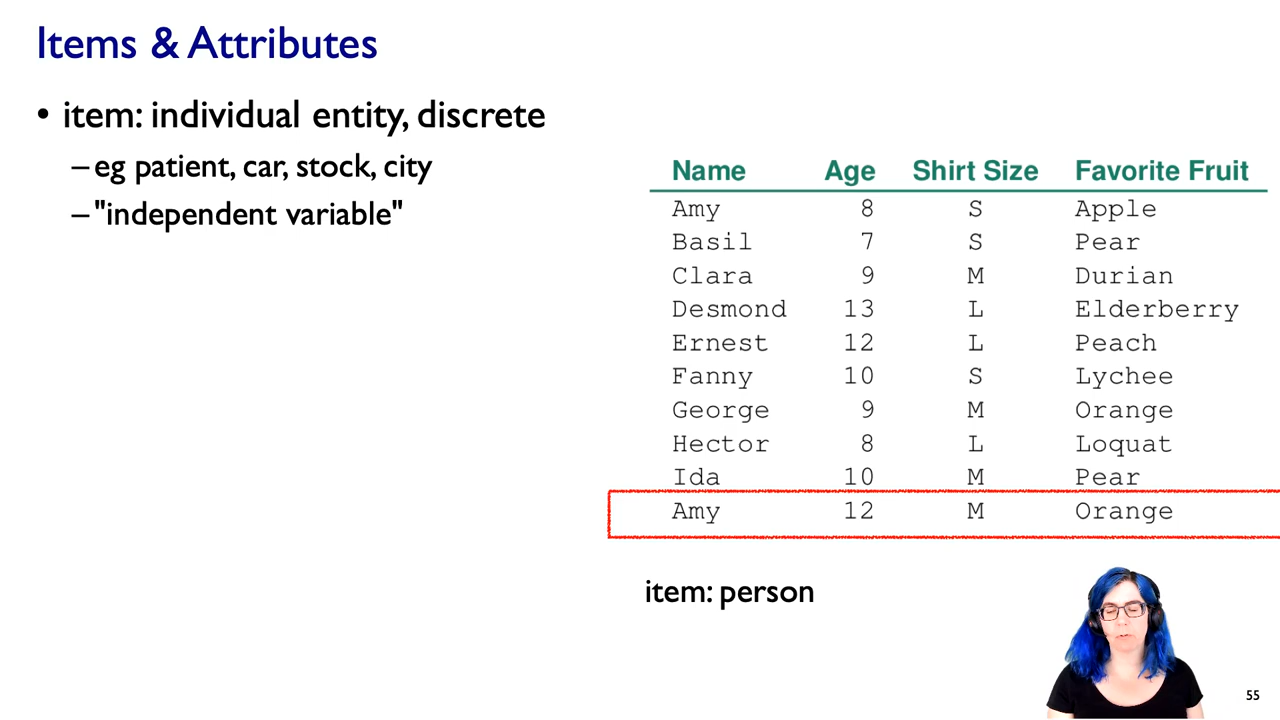 Items & Attributes
• item: individual entity, discrete
–eg patient, car, stock, city
–"independent variable"
Name Age Shirt Size Favorite Fruit
Amy 8 S Apple
Basil 7 S Pear
Clara 9 M Durian
Desmond 13 L Elderberry
Ernest 12 L Peach
Fanny 10 S Lychee
George 9 M Orange
Hector 8 L Loquat
Ida 10 M Pear
Amy 12 M Orange
item: person
55